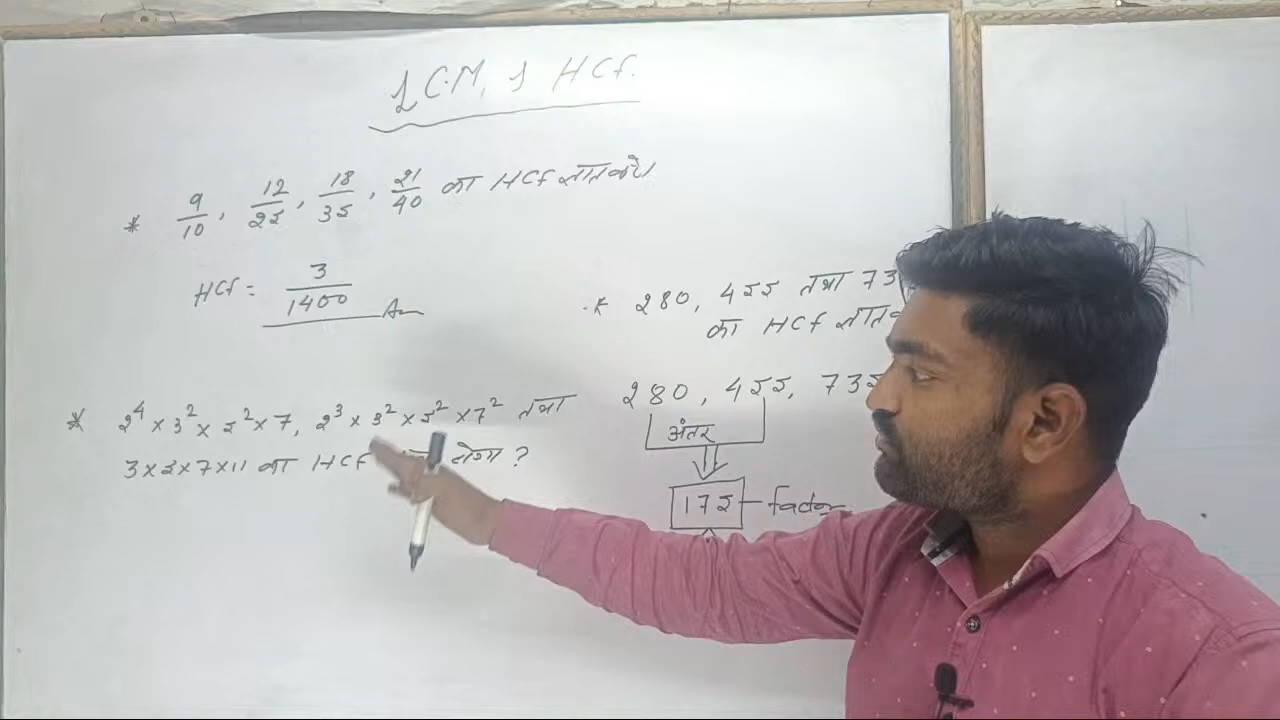 L C.M, & HCf.
* 9/10, 12/25, 18/35, 21/40 का HCf ज्ञात करें।
HCf = 3/1400 Ans
* 2⁴ × 3² × 5² × 7, 2³ × 3² × 5² × 7² तथा
3×5×7×11 का HCf होगा ?
* 280, 455 तथा 73
का HCf ज्ञात
280, 455, 735
अंतर
175 – factor